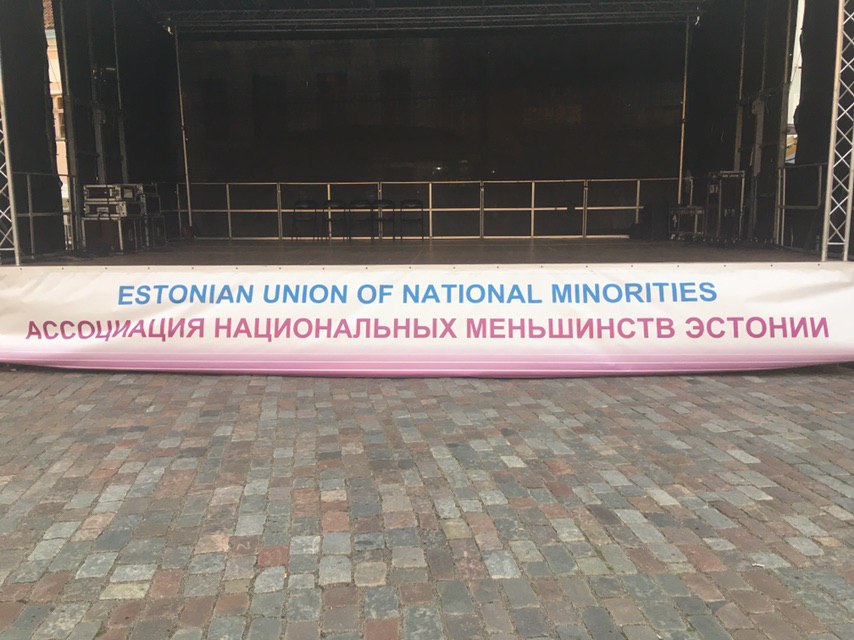 ESTONIAN UNION OF NATIONAL MINORITIES
АССОЦИАЦИЯ НАЦИОНАЛЬНЫХ МЕНЬШИНСТВ ЭСТОНИИ